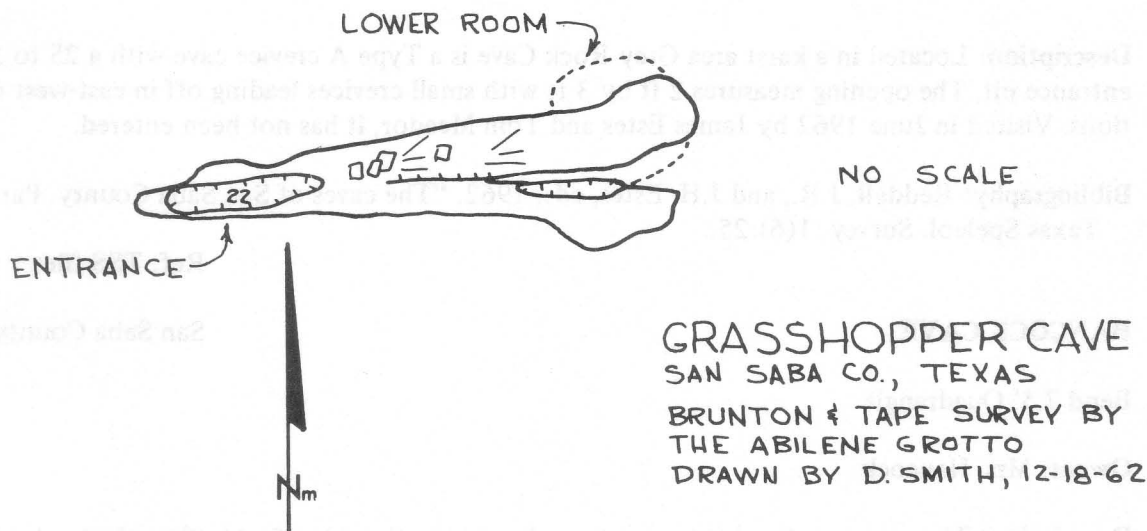 LOWER ROOM
NO SCALE
22
ENTRANCE
Nm
GRASSHOPPER CAVE
SAN SABA CO., TEXAS
BRUNTON & TAPE SURVEY BY
THE ABILENE GROTTO
DRAWN BY D. SMITH, 12-18-62